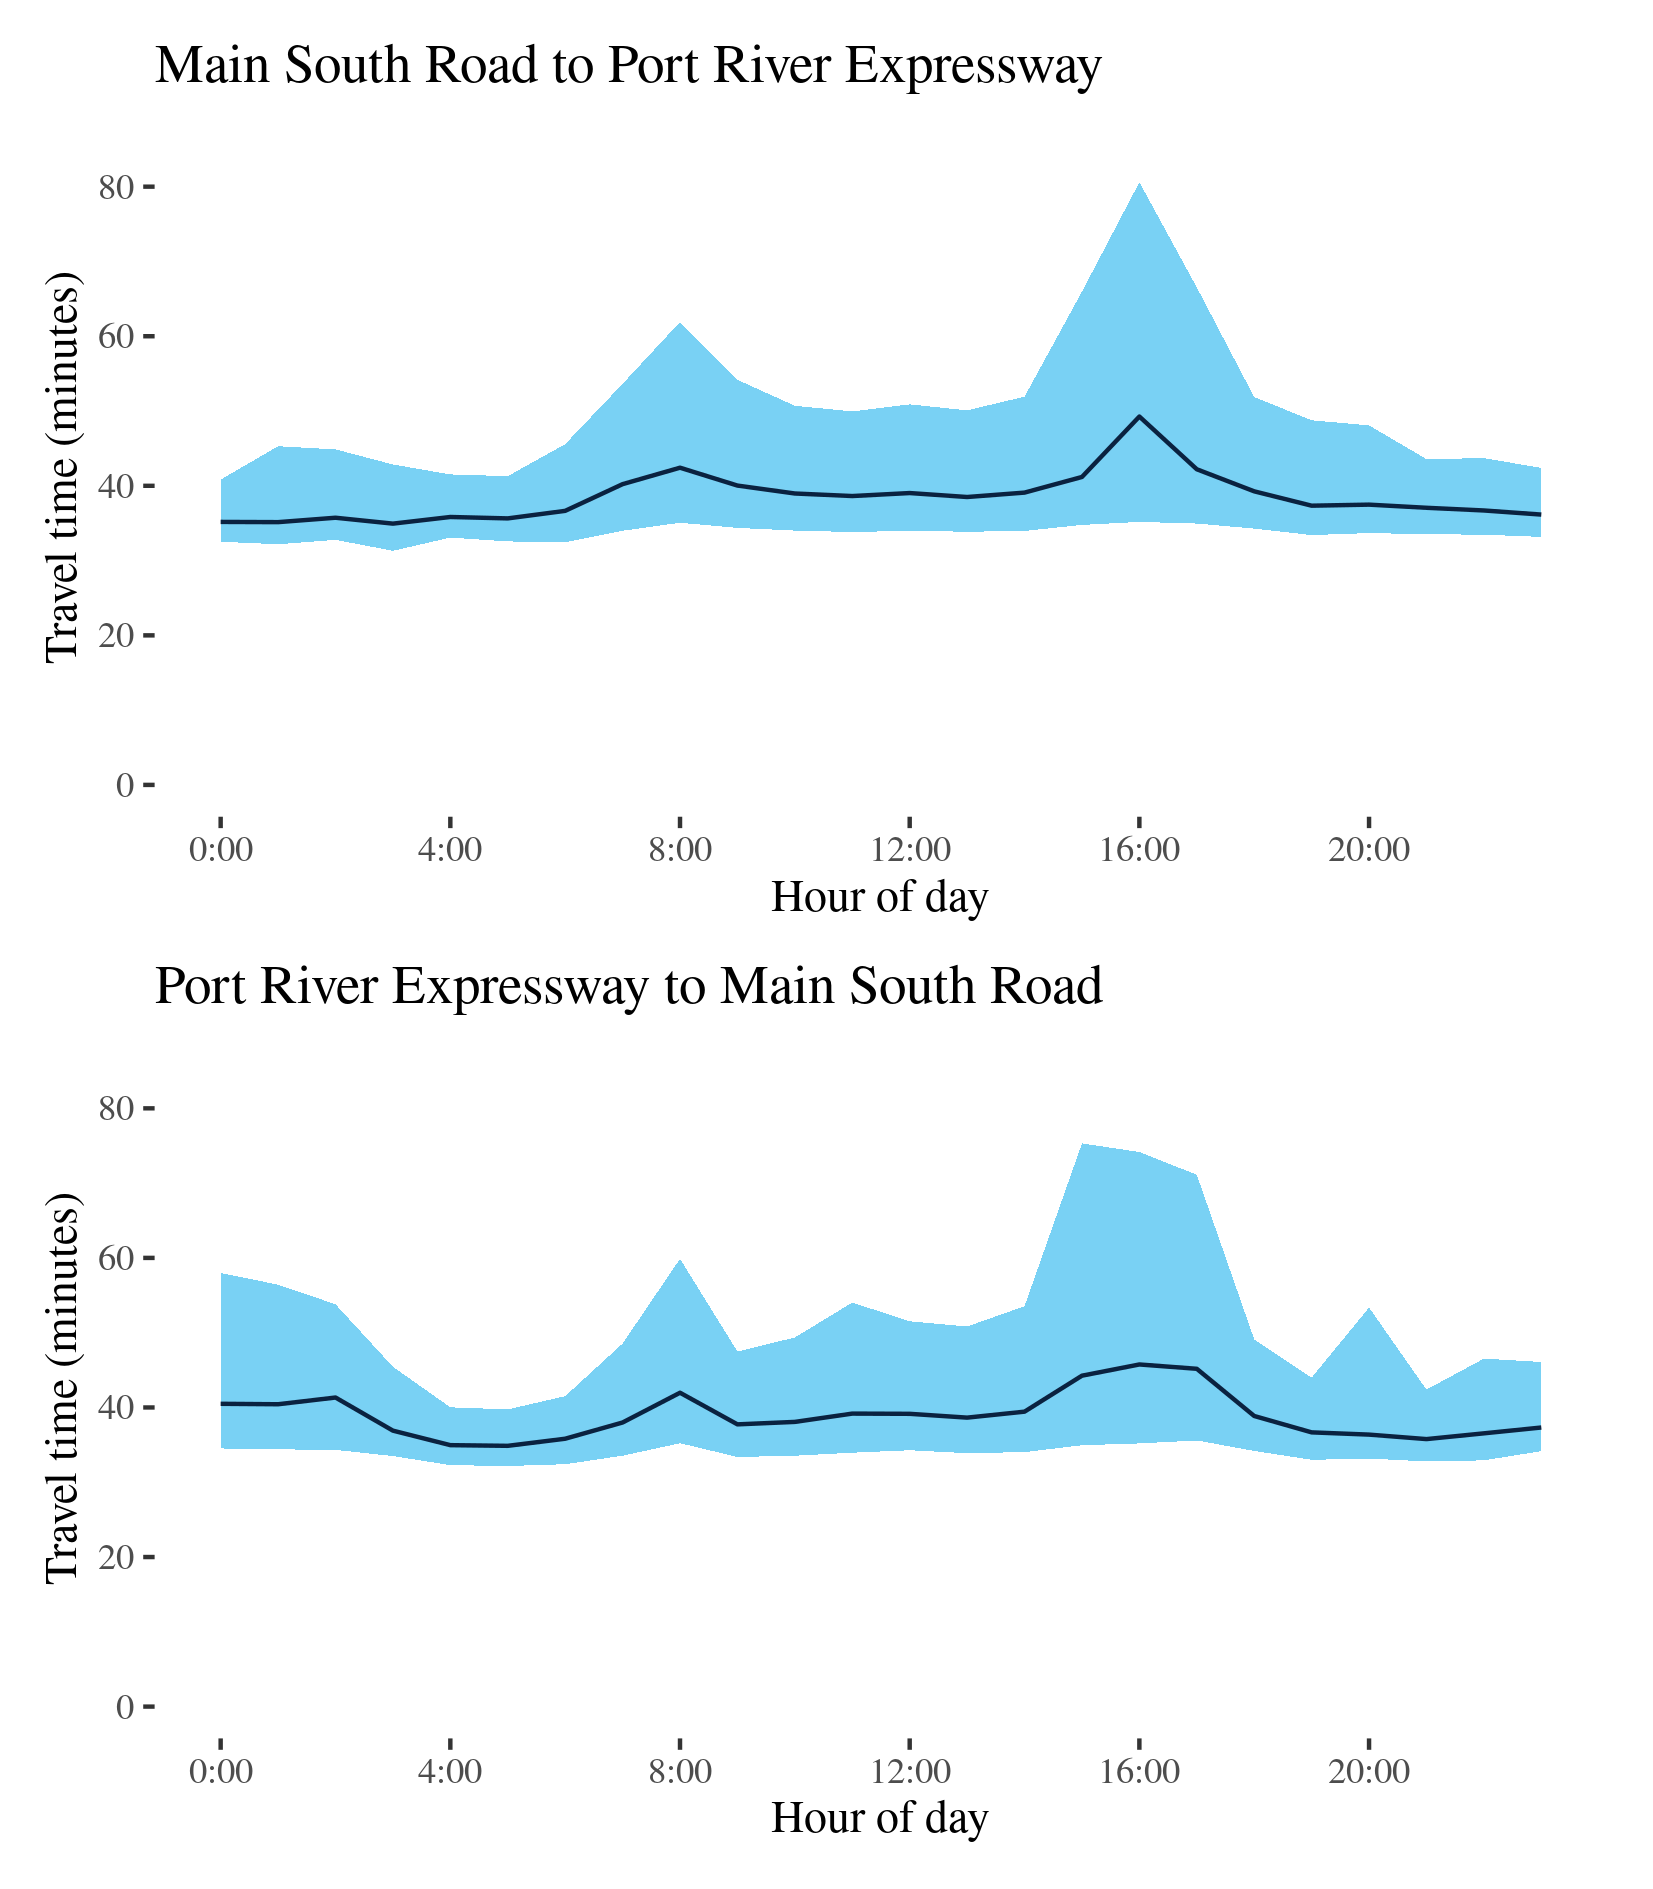 Main South Road to Port River Expressway
80
60
40
20
0
Travel time (minutes)
0:00 4:00 8:00 12:00 16:00 20:00
Hour of day
Port River Expressway to Main South Road
80
60
40
20
0
Travel time (minutes)
0:00 4:00 8:00 12:00 16:00 20:00
Hour of day